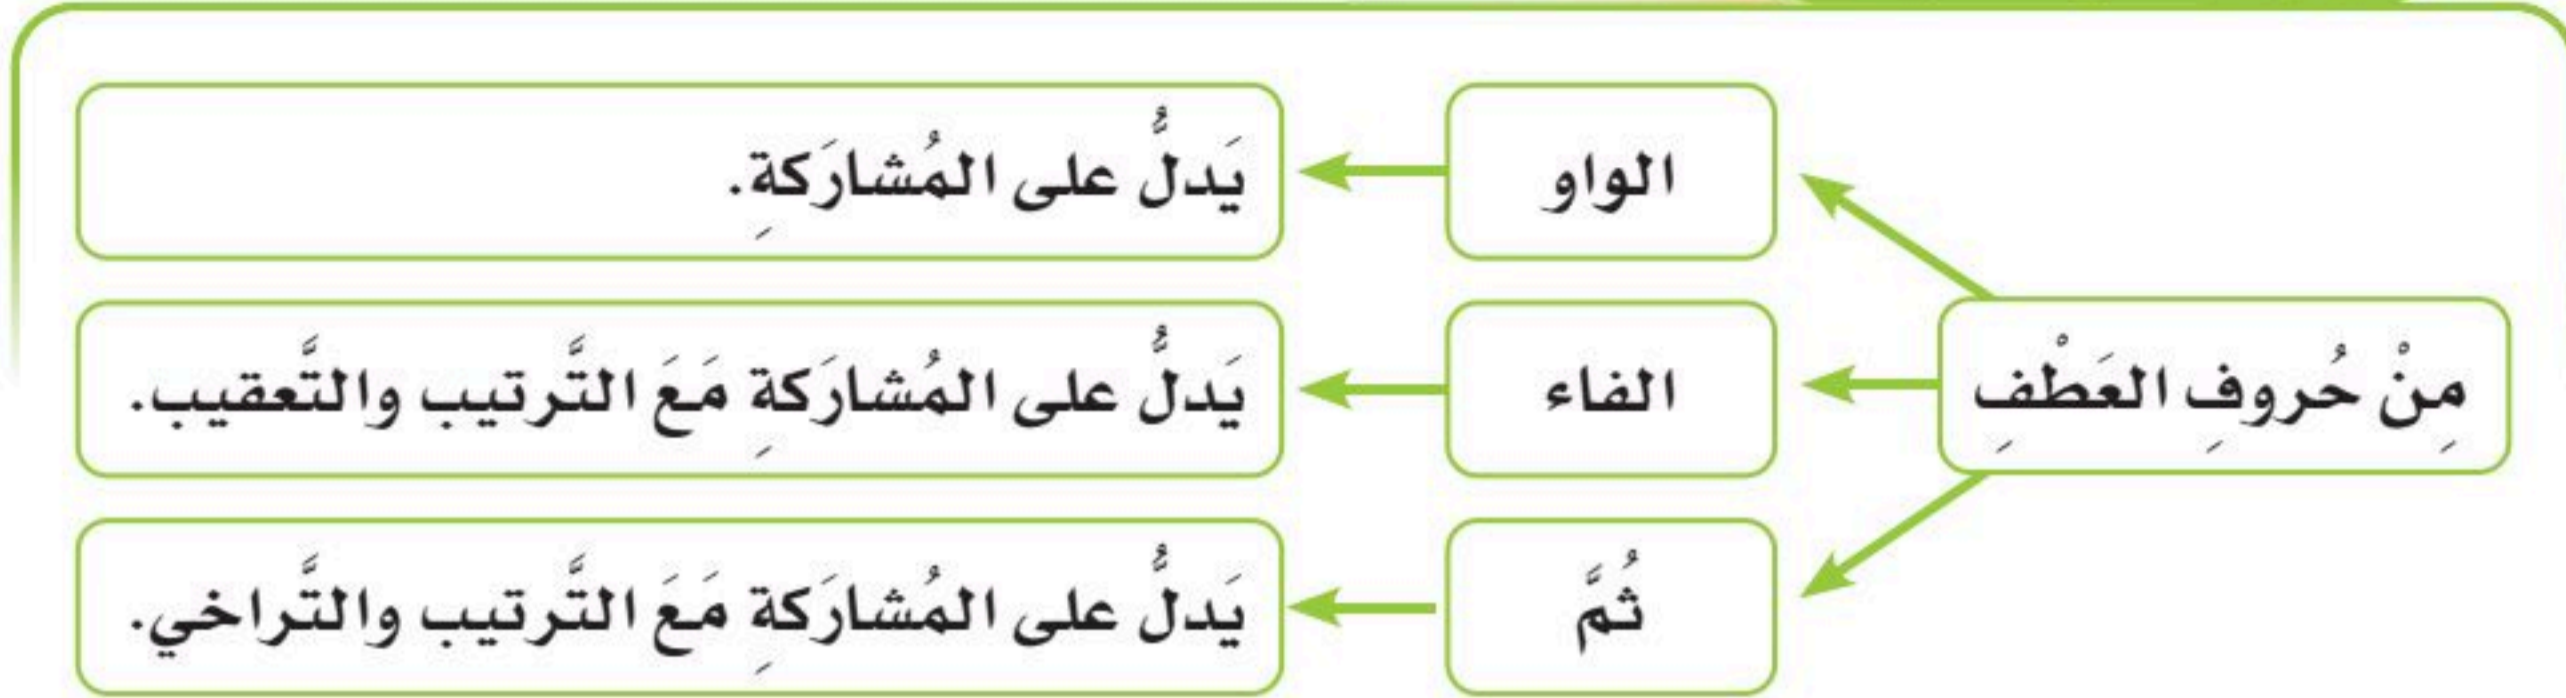 مِنْ حُروفِ العَطْفِ
الواو
يَدلُّ على المُشارَكةِ.
الفاء
يَدلُّ على المُشارَكةِ مَعَ التَّرتيب والتَّعقيب.
ثُمَّ
يَدلُّ على المُشارَكةِ مَعَ التَّرتيب والتَّراخي.